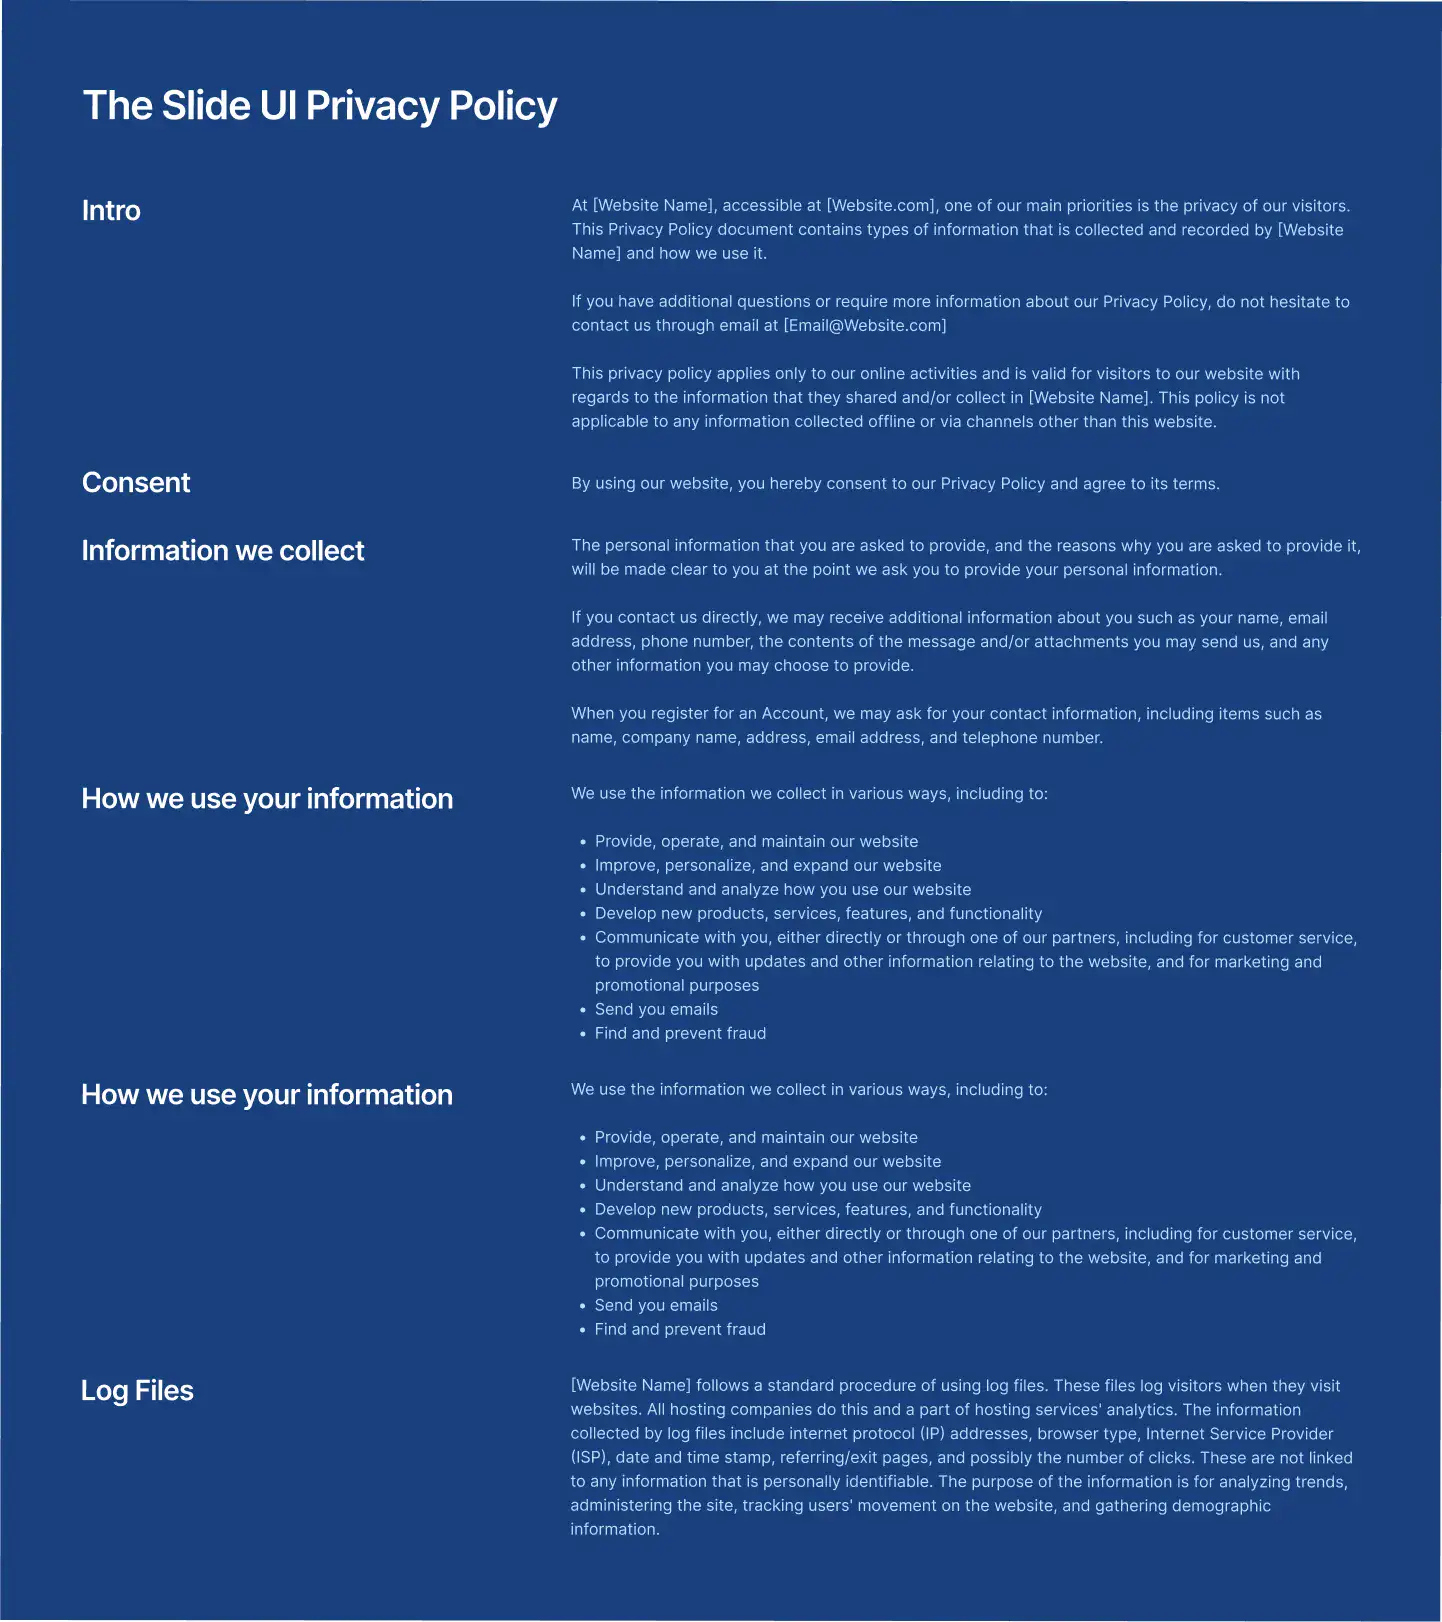 The Slide UI Privacy Policy
Intro
At [Website Name], accessible at [Website.com], one of our main priorities is the privacy of our visitors.
This Privacy Policy document contains types of information that is collected and recorded by [Website
Name] and how we use it.
If you have additional questions or require more information about our Privacy Policy, do not hesitate to
contact us through email at [Email@Website.com]
This privacy policy applies only to our online activities and is valid for visitors to our website with
regards to the information that they shared and/or collect in [Website Name]. This policy is not
applicable to any information collected offline or via channels other than this website.
Consent
By using our website, you hereby consent to our Privacy Policy and agree to its terms.
Information we collect
The personal information that you are asked to provide, and the reasons why you are asked to provide it,
will be made clear to you at the point we ask you to provide your personal information.
If you contact us directly, we may receive additional information about you such as your name, email
address, phone number, the contents of the message and/or attachments you may send us, and any
other information you may choose to provide.
When you register for an Account, we may ask for your contact information, including items such as
name, company name, address, email address, and telephone number.
How we use your information
We use the information we collect in various ways, including to:
• Provide, operate, and maintain our website
• Improve, personalize, and expand our website
• Understand and analyze how you use our website
• Develop new products, services, features, and functionality
• Communicate with you, either directly or through one of our partners, including for customer service,
to provide you with updates and other information relating to the website, and for marketing and
promotional purposes
• Send you emails
• Find and prevent fraud
How we use your information
We use the information we collect in various ways, including to:
• Provide, operate, and maintain our website
• Improve, personalize, and expand our website
• Understand and analyze how you use our website
• Develop new products, services, features, and functionality
• Communicate with you, either directly or through one of our partners, including for customer service,
to provide you with updates and other information relating to the website, and for marketing and
promotional purposes
• Send you emails
• Find and prevent fraud
Log Files
[Website Name] follows a standard procedure of using log files. These files log visitors when they visit
websites. All hosting companies do this and a part of hosting services' analytics. The information
collected by log files include internet protocol (IP) addresses, browser type, Internet Service Provider
(ISP), date and time stamp, referring/exit pages, and possibly the number of clicks. These are not linked
to any information that is personally identifiable. The purpose of the information is for analyzing trends,
administering the site, tracking users' movement on the website, and gathering demographic
information.